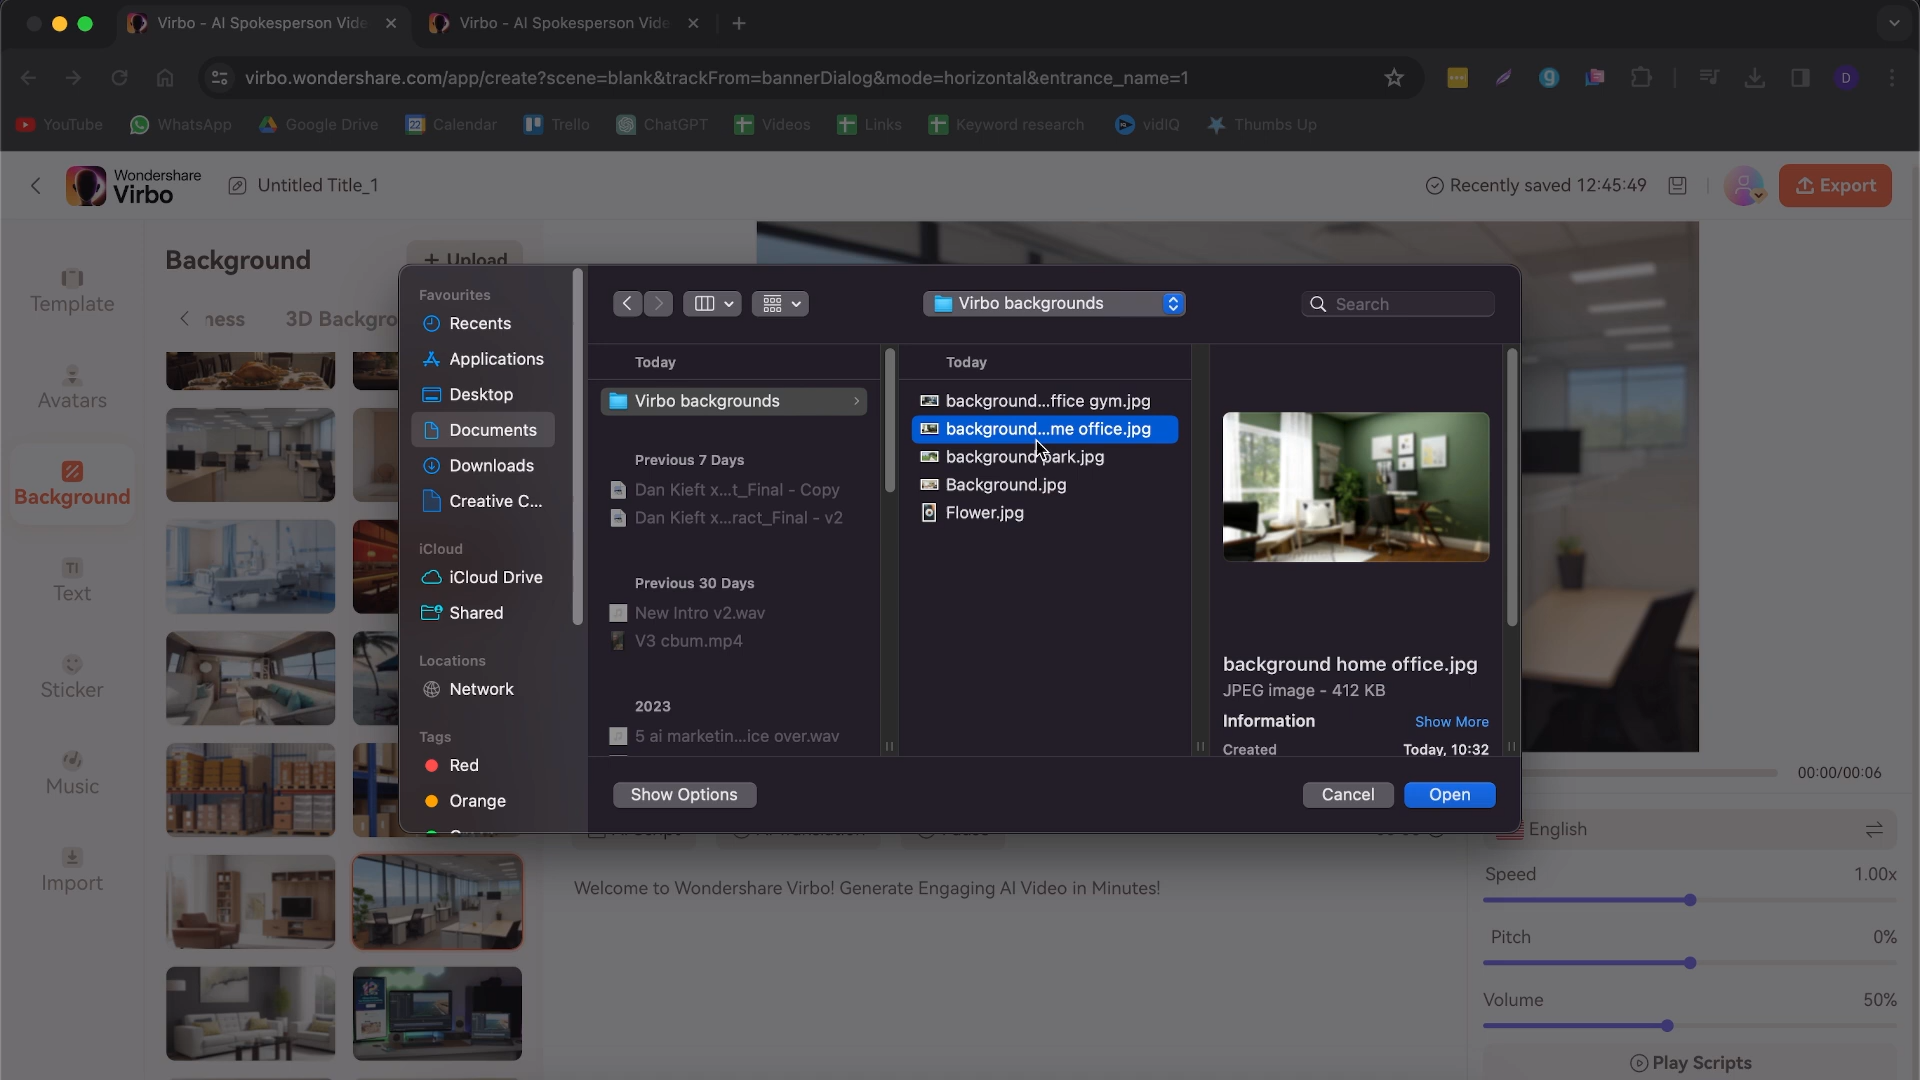 Virbo - AI Spokesperson Vide
Virbo - AI Spokesperson Vide
virbo.wondershare.com/app/create?scene=blank&trackFrom=bannerDialog&mode=horizontal&entrance_name=1
D
YouTube
WhatsApp
Google Drive
Calendar
Trello
ChatGPT
Videos
Links
Keyword research
vidIQ
Thumbs Up
Wondershare
Virbo
Untitled Title_1
Recently saved 12:45:49
Export
Template
Avatars
Background
Text
Sticker
Music
Import
Background
+ Upload
ness
3D Backgro
Favourites
Recents
Applications
Desktop
Documents
Downloads
Creative C...
iCloud
iCloud Drive
Shared
Locations
Network
Tags
Red
Orange
Virbo backgrounds
Search
Today
Virbo backgrounds
Previous 7 Days
Dan Kieft x...t_Final - Copy
Dan Kieft x...ract_Final - v2
Previous 30 Days
New Intro v2.wav
V3 cbum.mp4
2023
5 ai marketin...ice over.wav
Today
background...ffice gym.jpg
background...me office.jpg
background park.jpg
Background.jpg
Flower.jpg
background home office.jpg
JPEG image - 412 KB
Information
Show More
Created
Today, 10:32
Show Options
Cancel
Open
00:00/00:06
English
Welcome to Wondershare Virbo! Generate Engaging AI Video in Minutes!
Speed
1.00x
Pitch
0%
Volume
50%
Play Scripts